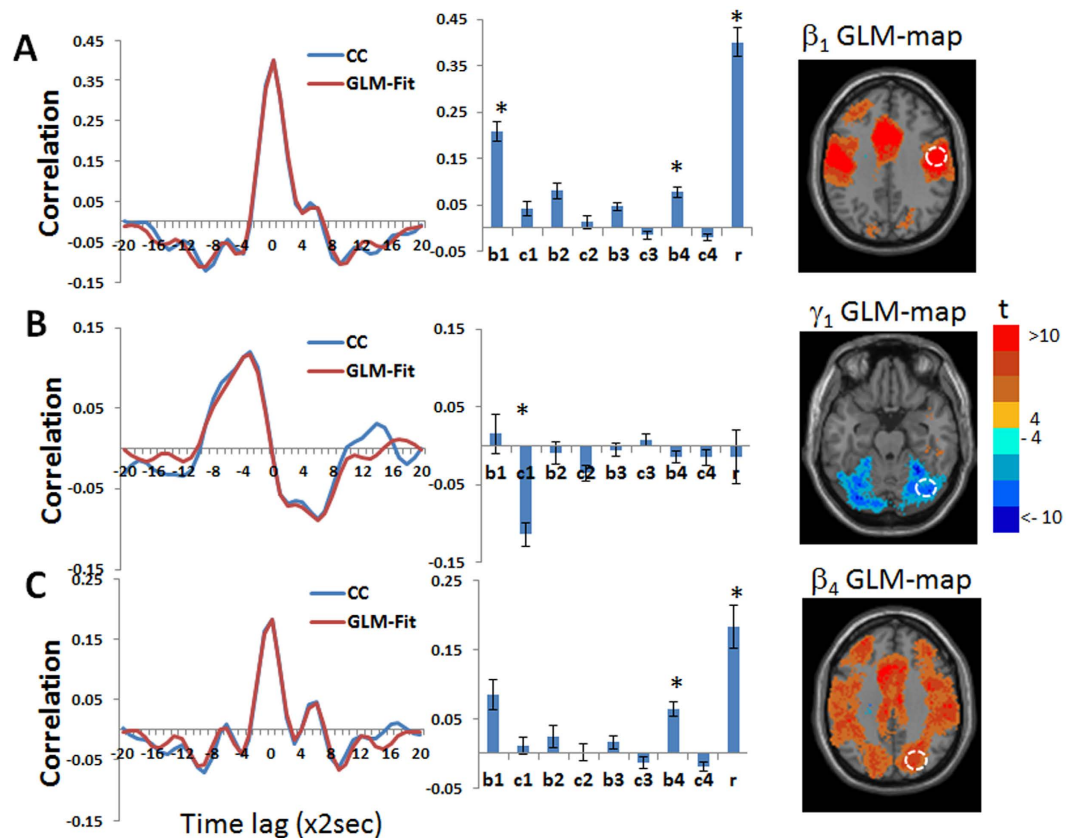 A
Correlation
0.45
0.35
0.25
0.15
0.05
-0.05
-0.15
-20 -16 -12 -8 -4 0 4 8 12 16 20
CC
GLM-Fit
0.45
0.35
0.25
0.15
0.05
-0.05
* * *
b1 c1 b2 c2 b3 c3 b4 c4 r
β1 GLM-map
B
Correlation
0.15
0.05
-0.05
-0.15
-20 -16 -12 -8 -4 0 4 8 12 16 20
CC
GLM-Fit
0.15
0.05
-0.05
-0.15
*
b1 c1 b2 c2 b3 c3 b4 c4 r
γ1 GLM-map
t
>10
4
- 4
<- 10
C
Correlation
0.25
0.15
0.05
-0.05
-0.15
-20 -16 -12 -8 -4 0 4 8 12 16 20
CC
GLM-Fit
Time lag (x2sec)
0.25
0.15
0.05
-0.05
* *
b1 c1 b2 c2 b3 c3 b4 c4 r
β4 GLM-map